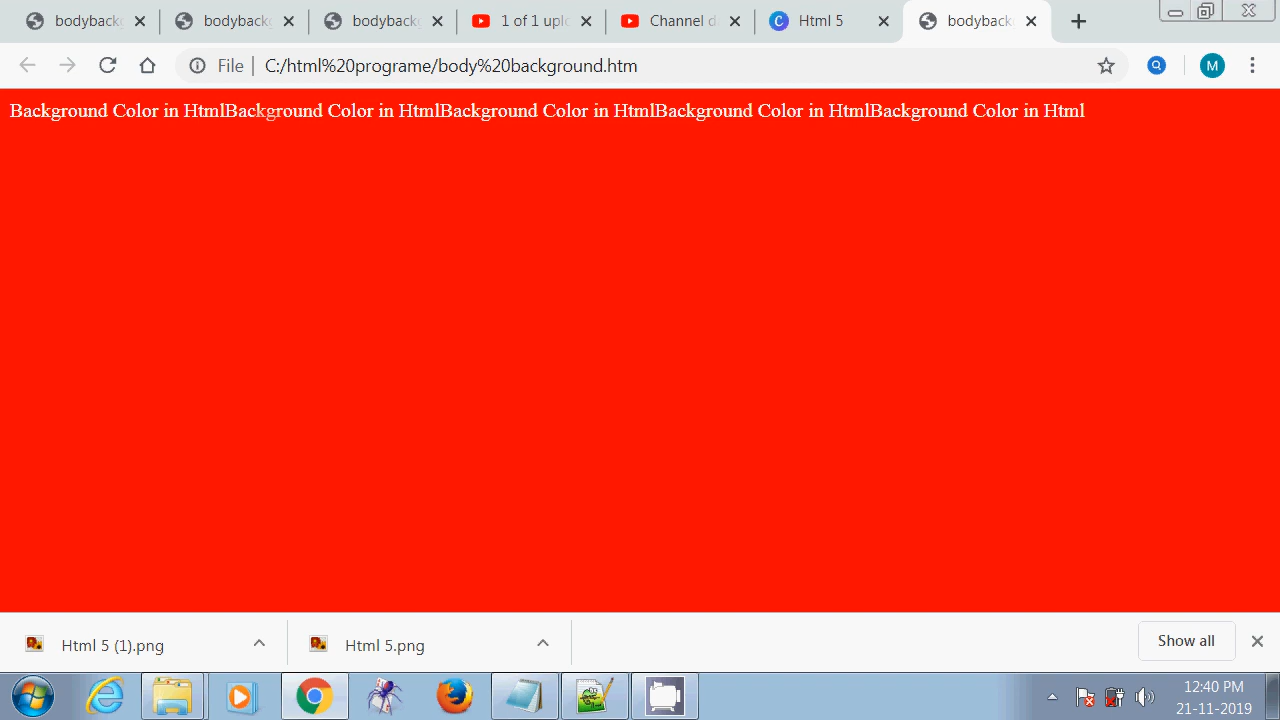 bodyback
bodyback
bodyback
1 of 1 uplo
Channel d
Html 5
bodyback
File
C:/html%20programe/body%20background.htm
M
Background Color in HtmlBackground Color in HtmlBackground Color in HtmlBackground Color in HtmlBackground Color in Html
Html 5 (1).png
Html 5.png
Show all
12:40 PM
21-11-2019